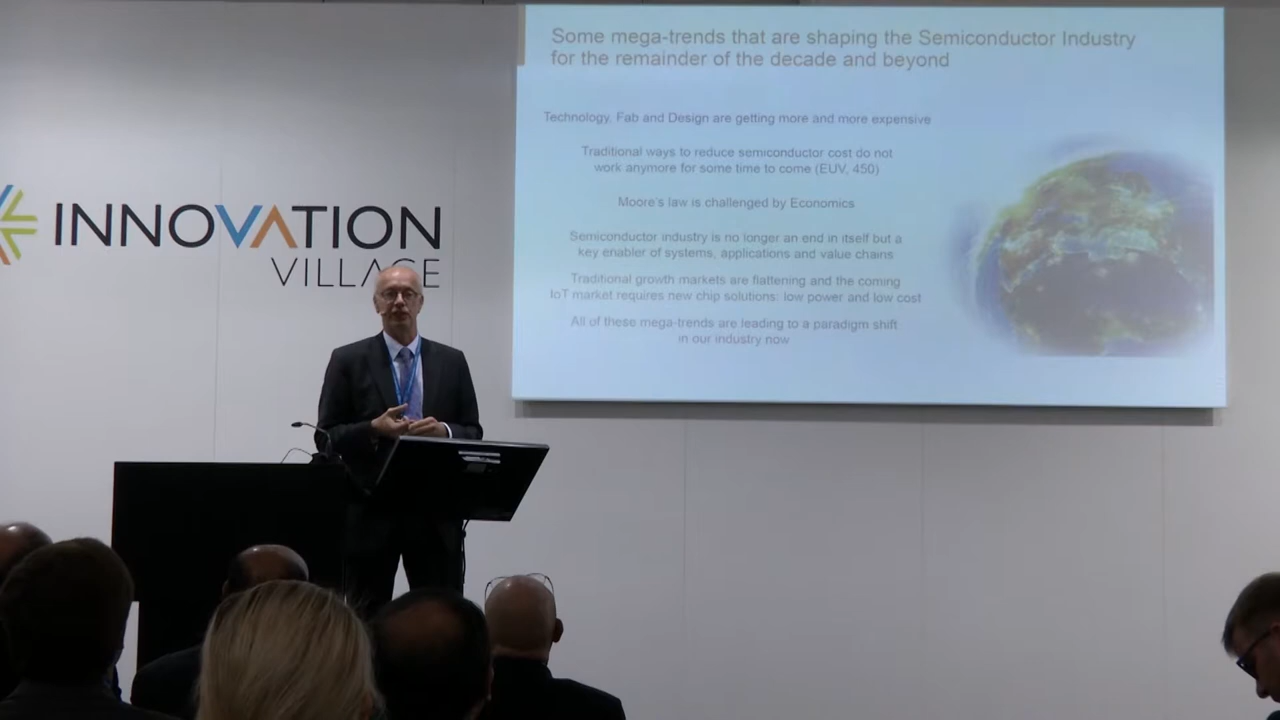 INNOVATION
VILLAGE
Some mega-trends that are shaping the Semiconductor Industry
for the remainder of the decade and beyond
Technology, Fab and Design are getting more and more expensive
Traditional ways to reduce semiconductor cost do not
work anymore for some time to come (EUV, 450)
Moore's law is challenged by Economics
Semiconductor industry is no longer an end in itself but a
key enabler of systems, applications and value chains
Traditional growth markets are flattening and the coming
IoT market requires new chip solutions: low power and low cost
All of these mega-trends are leading to a paradigm shift
in our industry now